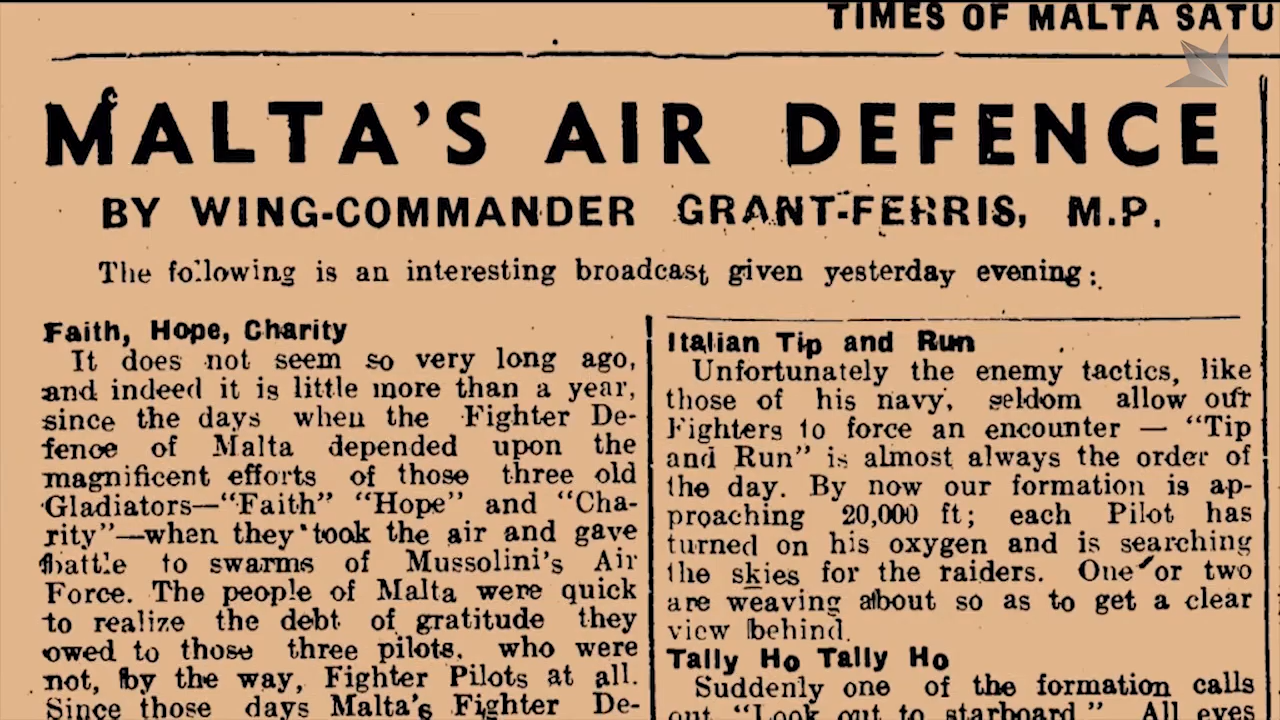 TIMES OF MALTA SATU
MALTA'S AIR DEFENCE
BY WING-COMMANDER GRANT-FERRIS, M.P.
The following is an interesting broadcast given yesterday evening:
Faith, Hope, Charity
It does not seem so very long ago,
and indeed it is little more than a year,
since the days when the Fighter De-
fence of Malta depended upon the
magnificent efforts of those three old
Gladiators—"Faith" "Hope" and "Cha-
rity"—when they took the air and gave
battle to swarms of Mussolini's Air
Force. The people of Malta were quick
to realize the debt of gratitude they
owed to those three pilots, who were
not, by the way, Fighter Pilots at all.
Since those days Malta's Fighter De-
Italian Tip and Run
Unfortunately the enemy tactics, like
those of his navy, seldom allow our
Fighters to force an encounter — "Tip
and Run" is almost always the order of
the day. By now our formation is ap-
proaching 20,000 ft; each Pilot has
turned on his oxygen and is searching
the skies for the raiders. One or two
are weaving about so as to get a clear
view behind.
Tally Ho Tally Ho
Suddenly one of the formation calls
out "Look out to starboard" All eyes